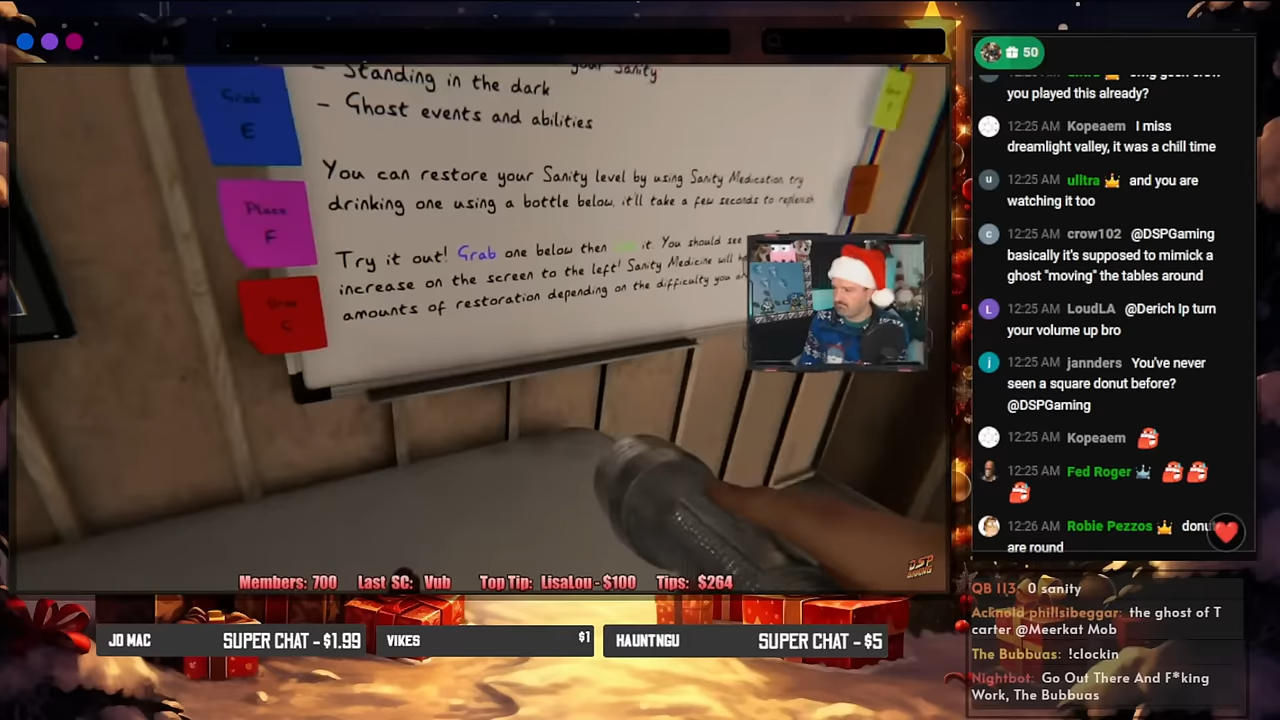 your Sanity
Standing in the dark
- Ghost events and abilities
Grab
E
You can restore your Sanity level by using Sanity Medication, try
drinking one using a bottle below, it'll take a few seconds to replenish
Place
F
Try it out! Grab one below then it. You should see
increase on the screen to the left! Sanity Medicine will
amounts of restoration depending on the difficulty you
C
DSP
GAMING
Members: 700 Last SC: Vub Top Tip: LisaLou - $100 Tips: $264
JD MAC SUPER CHAT - $1.99
VIKES $1
HAUNTNGU SUPER CHAT - $5
50
you played this already?
12:25 AM Kopeaem I miss
dreamlight valley, it was a chill time
12:25 AM ulltra and you are
watching it too
12:25 AM crow102 @DSPGaming
basically it's supposed to mimick a
ghost "moving" the tables around
12:25 AM LoudLA @Derich Ip turn
your volume up bro
12:25 AM jannders You've never
seen a square donut before?
@DSPGaming
12:25 AM Kopeaem
12:25 AM Fed Roger
12:26 AM Robie Pezzos
are round
QB 113: 0 sanity
Acknold phillsibeggar: the ghost of T
carter @Meerkat Mob
The Bubbuas: !clockin
Nightbot: Go Out There And F*king
Work, The Bubbuas